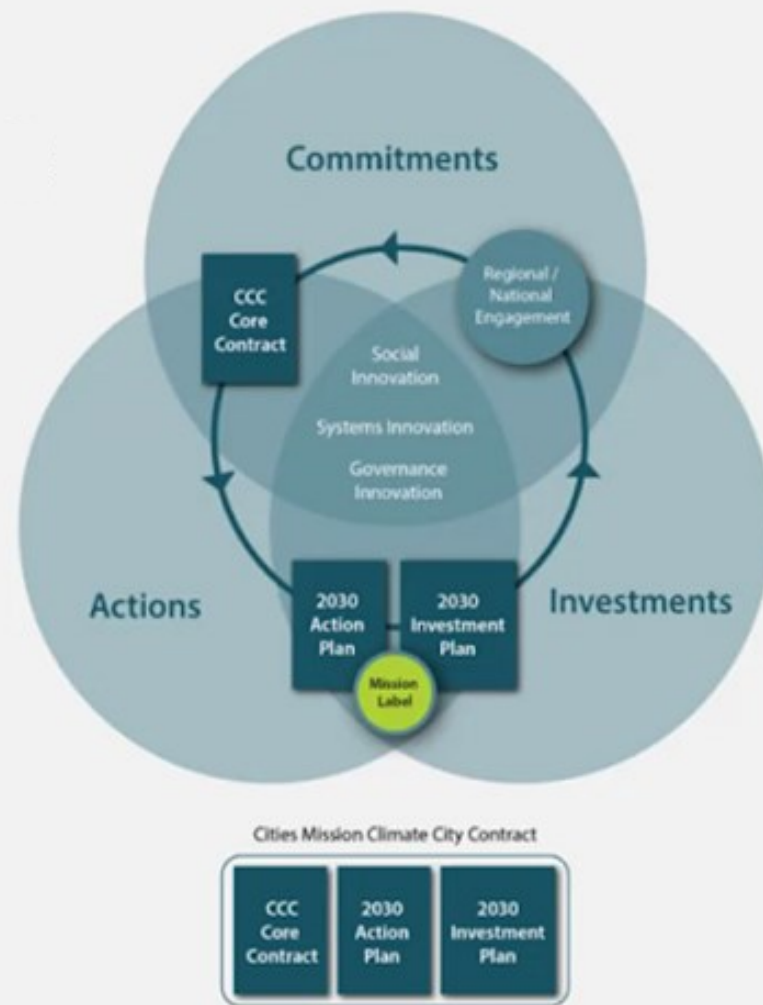 Commitments
CCC
Core
Contract
Regional /
National
Engagement
Social
Innovation
Systems Innovation
Governance
Innovation
Actions
Investments
2030
Action
Plan
2030
Investment
Plan
Mission
Label
Cities Mission Climate City Contract
CCC
Core
Contract
2030
Action
Plan
2030
Investment
Plan